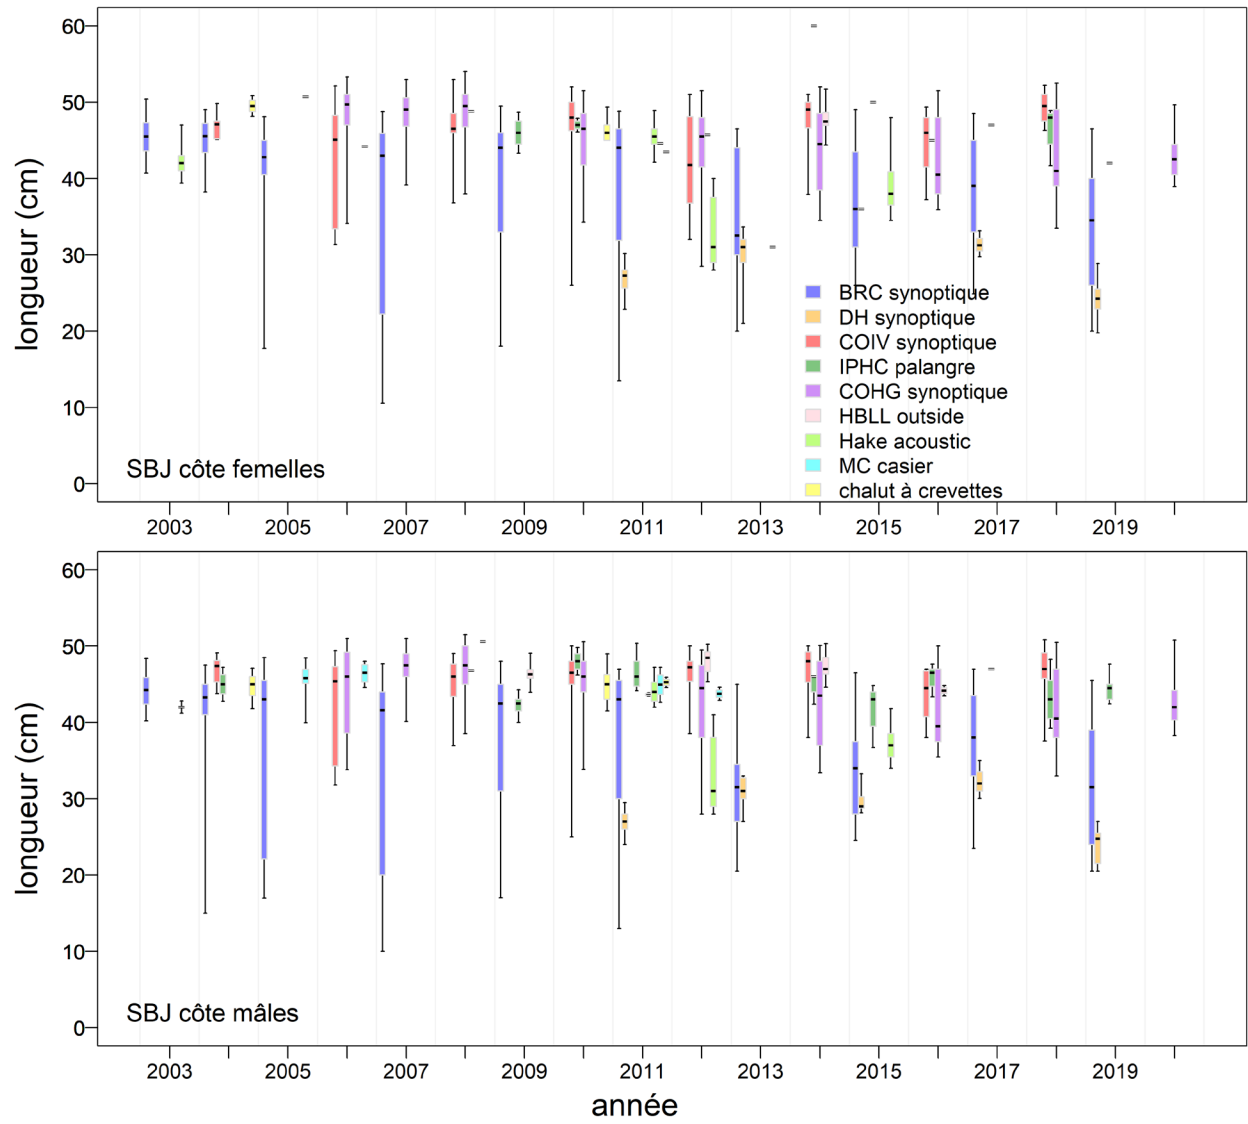 60
50
40
30
20
10
0
longueur (cm)
BRC synoptique
DH synoptique
COIV synoptique
IPHC palangre
COHG synoptique
HBLL outside
Hake acoustic
MC casier
chalut à crevettes
SBJ côte femelles
2003 2005 2007 2009 2011 2013 2015 2017 2019
60
50
40
30
20
10
0
longueur (cm)
SBJ côte mâles
2003 2005 2007 2009 2011 2013 2015 2017 2019
année